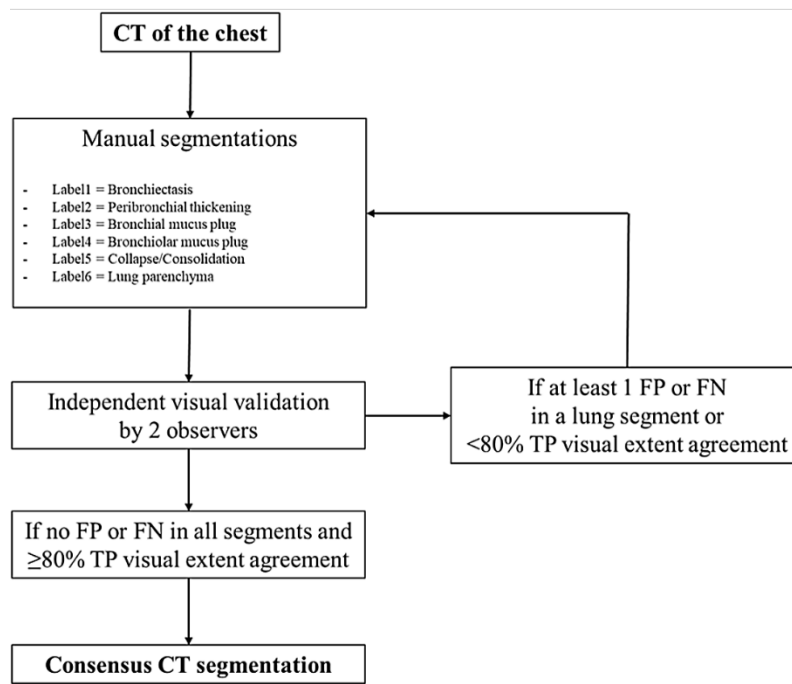 CT of the chest
Manual segmentations
- Label1 = Bronchiectasis
- Label2 = Peribronchial thickening
- Label3 = Bronchial mucus plug
- Label4 = Bronchiolar mucus plug
- Label5 = Collapse/Consolidation
- Label6 = Lung parenchyma
Independent visual validation
by 2 observers
If at least 1 FP or FN
in a lung segment or
<80% TP visual extent agreement
If no FP or FN in all segments and
≥80% TP visual extent agreement
Consensus CT segmentation